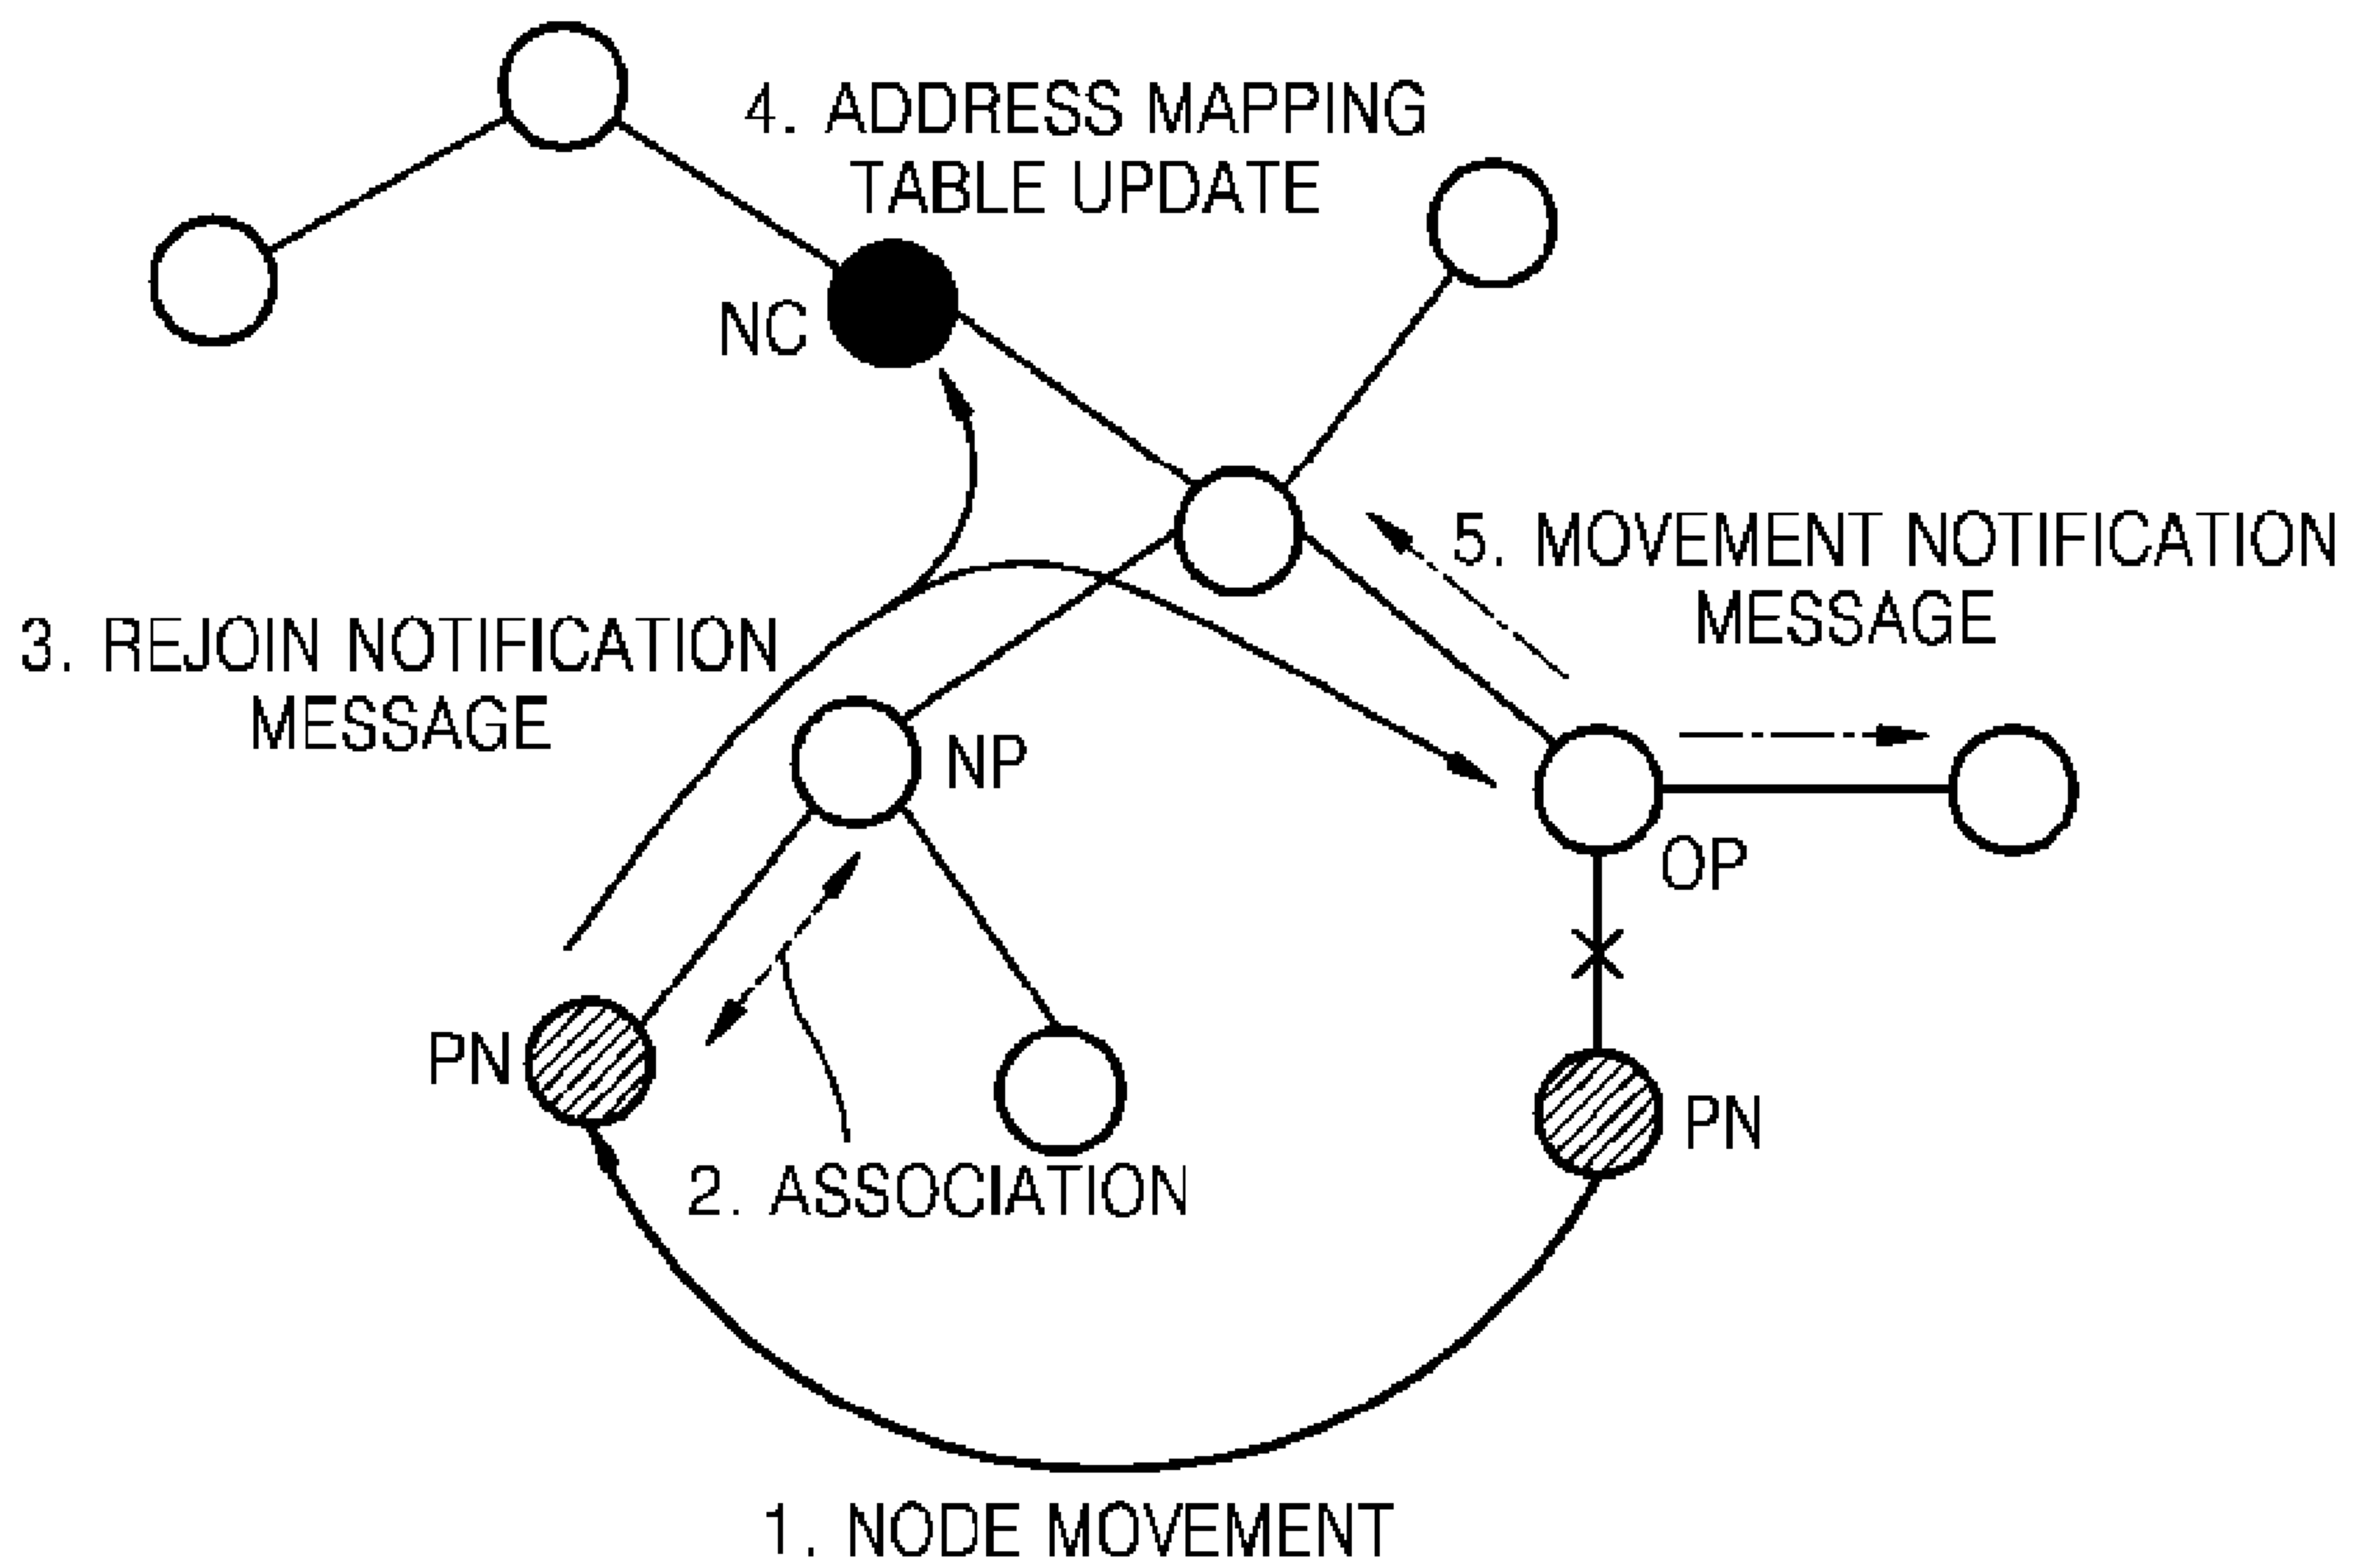 4. ADDRESS MAPPING
TABLE UPDATE
NC
5. MOVEMENT NOTIFICATION
MESSAGE
3. REJOIN NOTIFICATION
MESSAGE
NP
OP
PN
PN
2. ASSOCIATION
1. NODE MOVEMENT